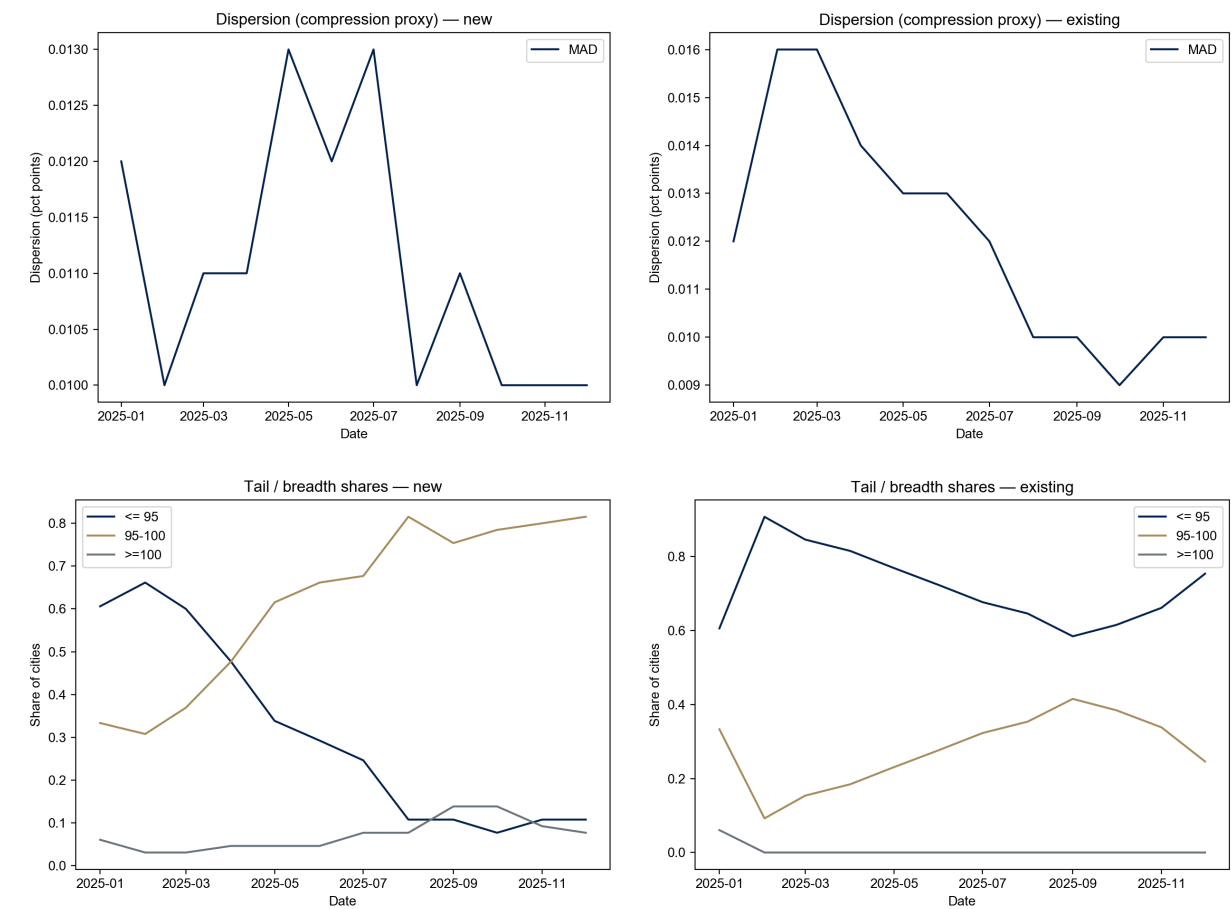 Dispersion (compression proxy) — new
MAD
0.0130
0.0125
0.0120
0.0115
0.0110
0.0105
0.0100
Dispersion (pct points)
2025-01 2025-03 2025-05 2025-07 2025-09 2025-11
Date
Dispersion (compression proxy) — existing
MAD
0.016
0.015
0.014
0.013
0.012
0.011
0.010
0.009
Dispersion (pct points)
2025-01 2025-03 2025-05 2025-07 2025-09 2025-11
Date
Tail / breadth shares — new
<= 95
95-100
>=100
0.8
0.7
0.6
0.5
0.4
0.3
0.2
0.1
0.0
Share of cities
2025-01 2025-03 2025-05 2025-07 2025-09 2025-11
Date
Tail / breadth shares — existing
<= 95
95-100
>=100
0.8
0.6
0.4
0.2
0.0
Share of cities
2025-01 2025-03 2025-05 2025-07 2025-09 2025-11
Date